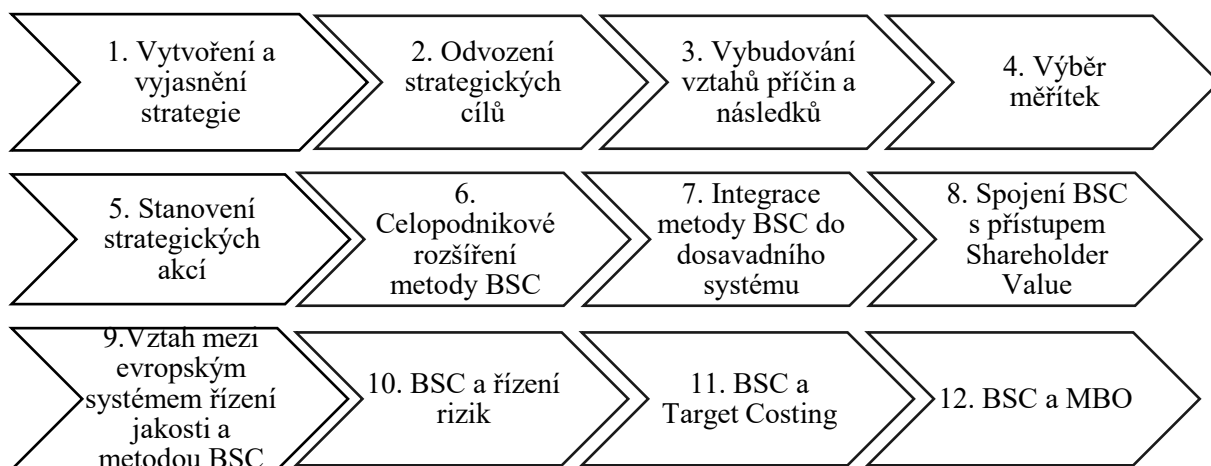 1. Vytvoření a
vyjasnění
strategie
2. Odvození
strategických
cílů
3. Vybudování
vztahů příčin a
následků
4. Výběr
měřítek
5. Stanovení
strategických
akcí
6.
Celopodnikové
rozšíření
metody BSC
7. Integrace
metody BSC do
dosavadního
systému
8. Spojení BSC
s přístupem
Shareholder
Value
9.Vztah mezi
evropským
systémem řízení
jakosti a
metodou BSC
10. BSC a řízení
rizik
11. BSC a
Target Costing
12. BSC a MBO